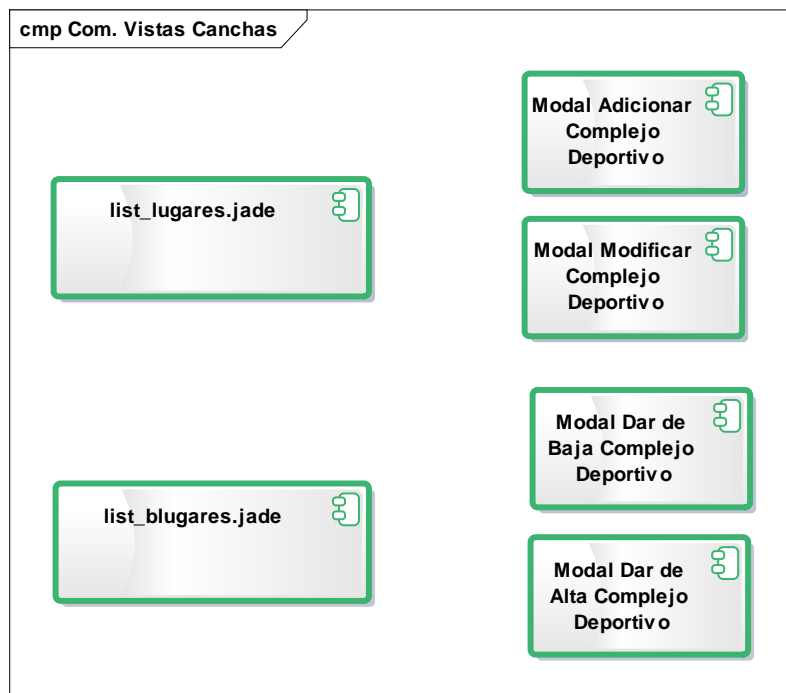 cmp Com. Vistas Canchas
Modal Adicionar
Complejo
Deportivo
list_lugares.jade
Modal Modificar
Complejo
Deportivo
Modal Dar de
Baja Complejo
Deportivo
list_blugares.jade
Modal Dar de
Alta Complejo
Deportivo